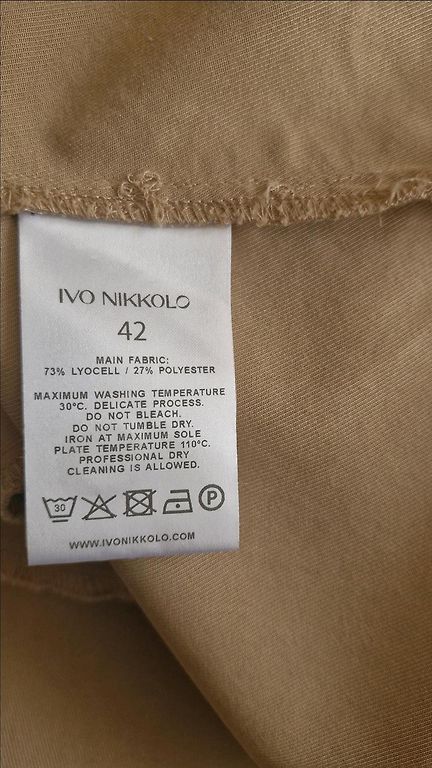 IVO NIKKOLO
42
MAIN FABRIC:
73% LYOCELL / 27% POLYESTER
MAXIMUM WASHING TEMPERATURE
30°C. DELICATE PROCESS.
DO NOT BLEACH.
DO NOT TUMBLE DRY.
IRON AT MAXIMUM SOLE
PLATE TEMPERATURE 110°C.
PROFESSIONAL DRY
CLEANING IS ALLOWED.
30 P
WWW.IVONIKKOLO.COM